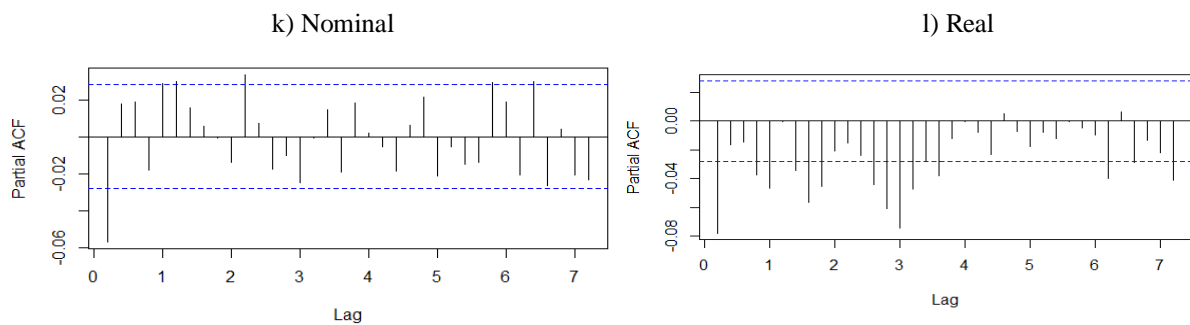 k) Nominal
l) Real
Partial ACF
0.02
-0.02
-0.06
0 1 2 3 4 5 6 7
Lag
Partial ACF
0.00
-0.04
-0.08
0 1 2 3 4 5 6 7
Lag